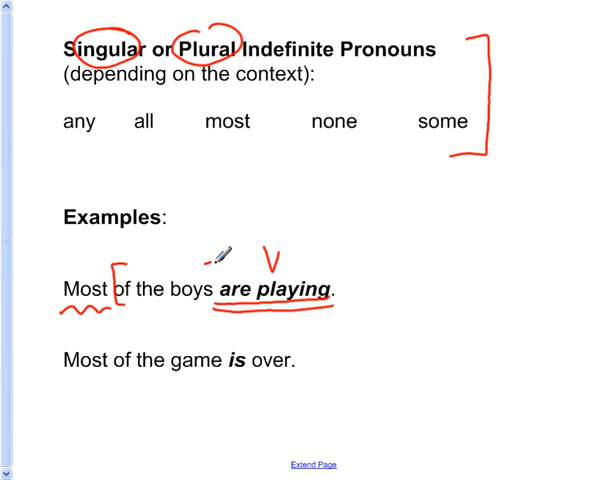 Singular or Plural Indefinite Pronouns
(depending on the context):
any all most none some
Examples:
V
Most of the boys are playing.
Most of the game is over.
Extend Page